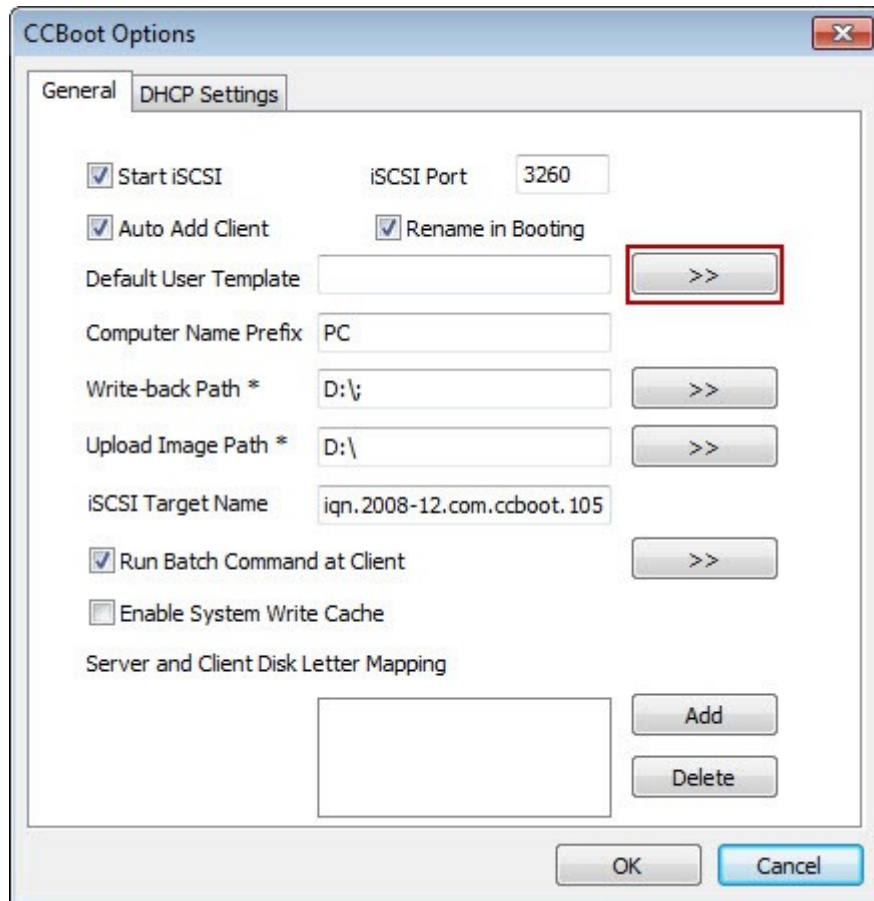 CCBoot Options
General DHCP Settings
Start iSCSI iSCSI Port 3260
Auto Add Client Rename in Booting
Default User Template >>
Computer Name Prefix PC
Write-back Path * D:\; >>
Upload Image Path * D:\ >>
iSCSI Target Name iqn.2008-12.com.ccboot.105
Run Batch Command at Client >>
Enable System Write Cache
Server and Client Disk Letter Mapping
Add
Delete
OK Cancel